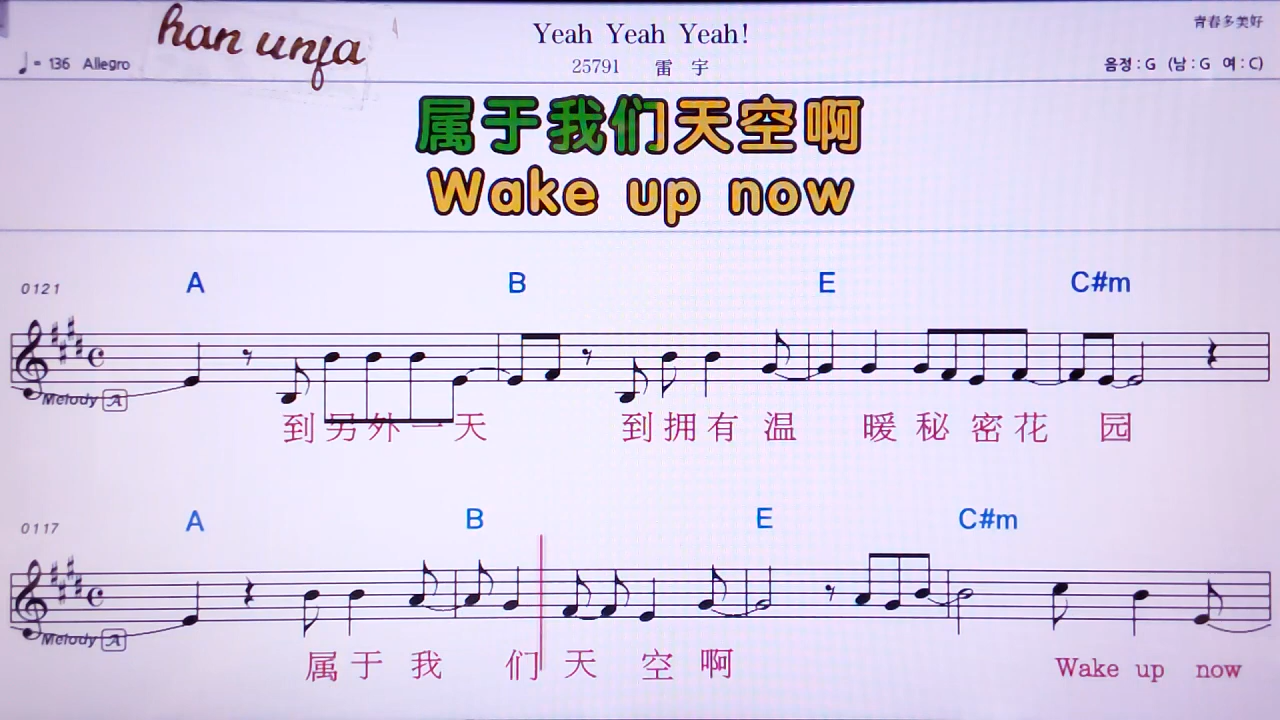 han unfa
Yeah Yeah Yeah!
青春多美好
♩= 136 Allegro
25791 雷 宇
음정 : G (남 : G 여 : C)
属于我们天空啊
Wake up now
0121
A B E C#m
Melody A
到 另 外 一 天 到 拥 有 温 暖 秘 密 花 园
0117
A B E C#m
Melody A
属 于 我 们 天 空 啊 Wake up now